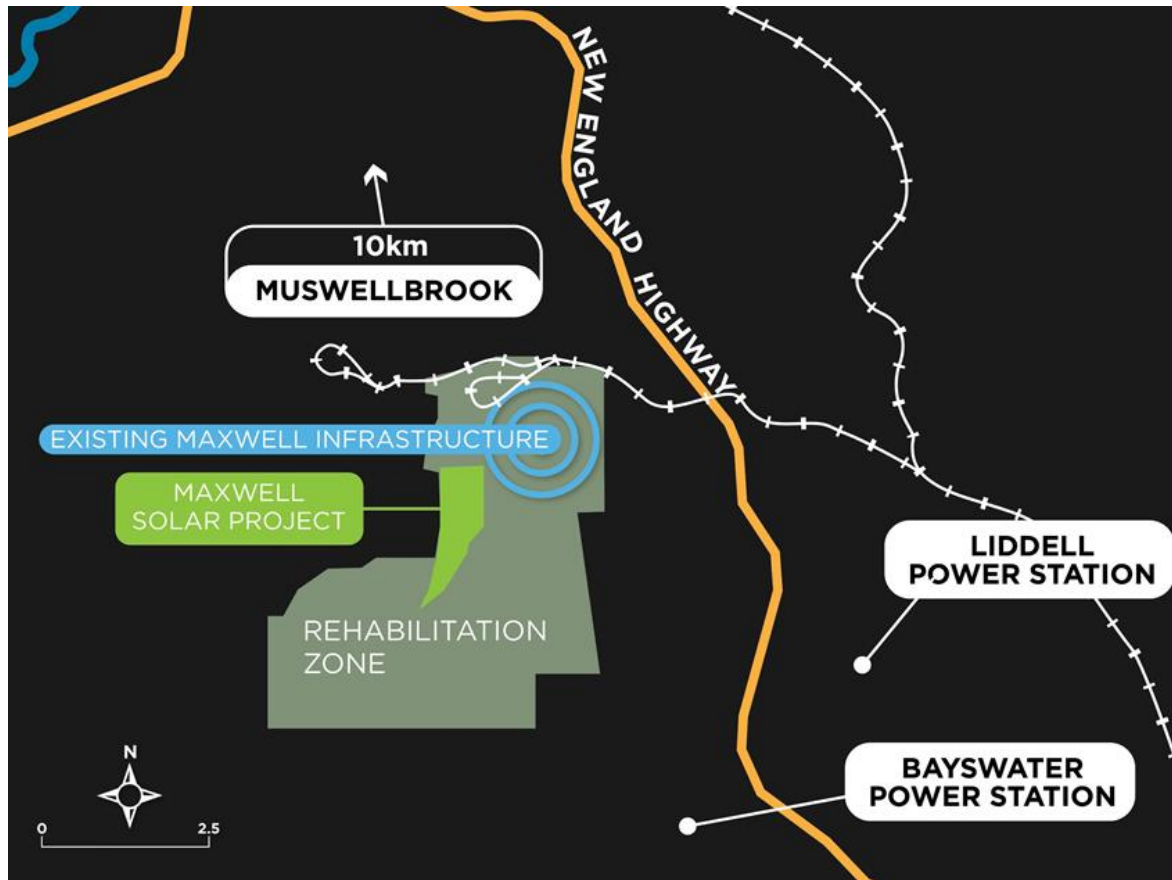 NEW ENGLAND HIGHWAY
10km
MUSWELLBROOK
EXISTING MAXWELL INFRASTRUCTURE
MAXWELL
SOLAR PROJECT
LIDDELL
POWER STATION
REHABILITATION
ZONE
BAYSWATER
POWER STATION
N
0 2.5